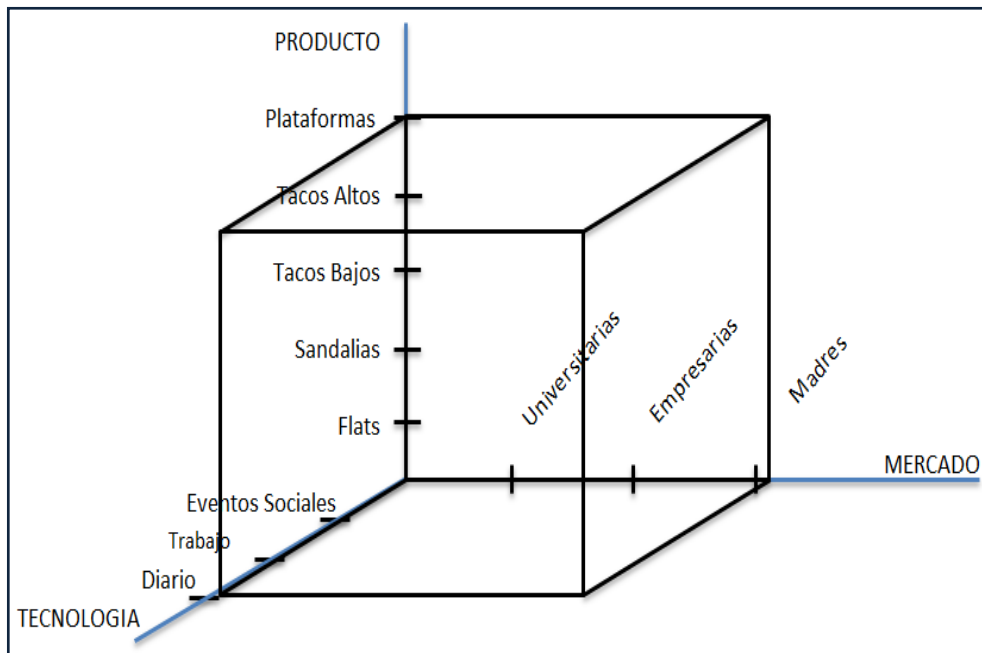 PRODUCTO
Plataformas
Tacos Altos
Tacos Bajos
Sandalias
Flats
Universitarias
Empresarias
Madres
MERCADO
Eventos Sociales
Trabajo
Diario
TECNOLOGIA